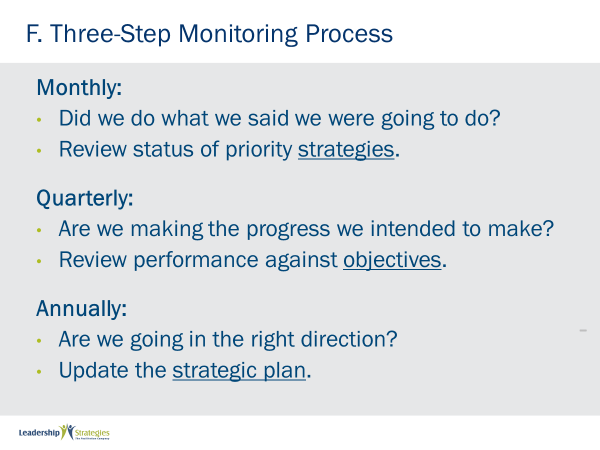 F. Three-Step Monitoring Process
Monthly:
• Did we do what we said we were going to do?
• Review status of priority strategies.
Quarterly:
• Are we making the progress we intended to make?
• Review performance against objectives.
Annually:
• Are we going in the right direction?
• Update the strategic plan.
Leadership Strategies
The Facilitation Company